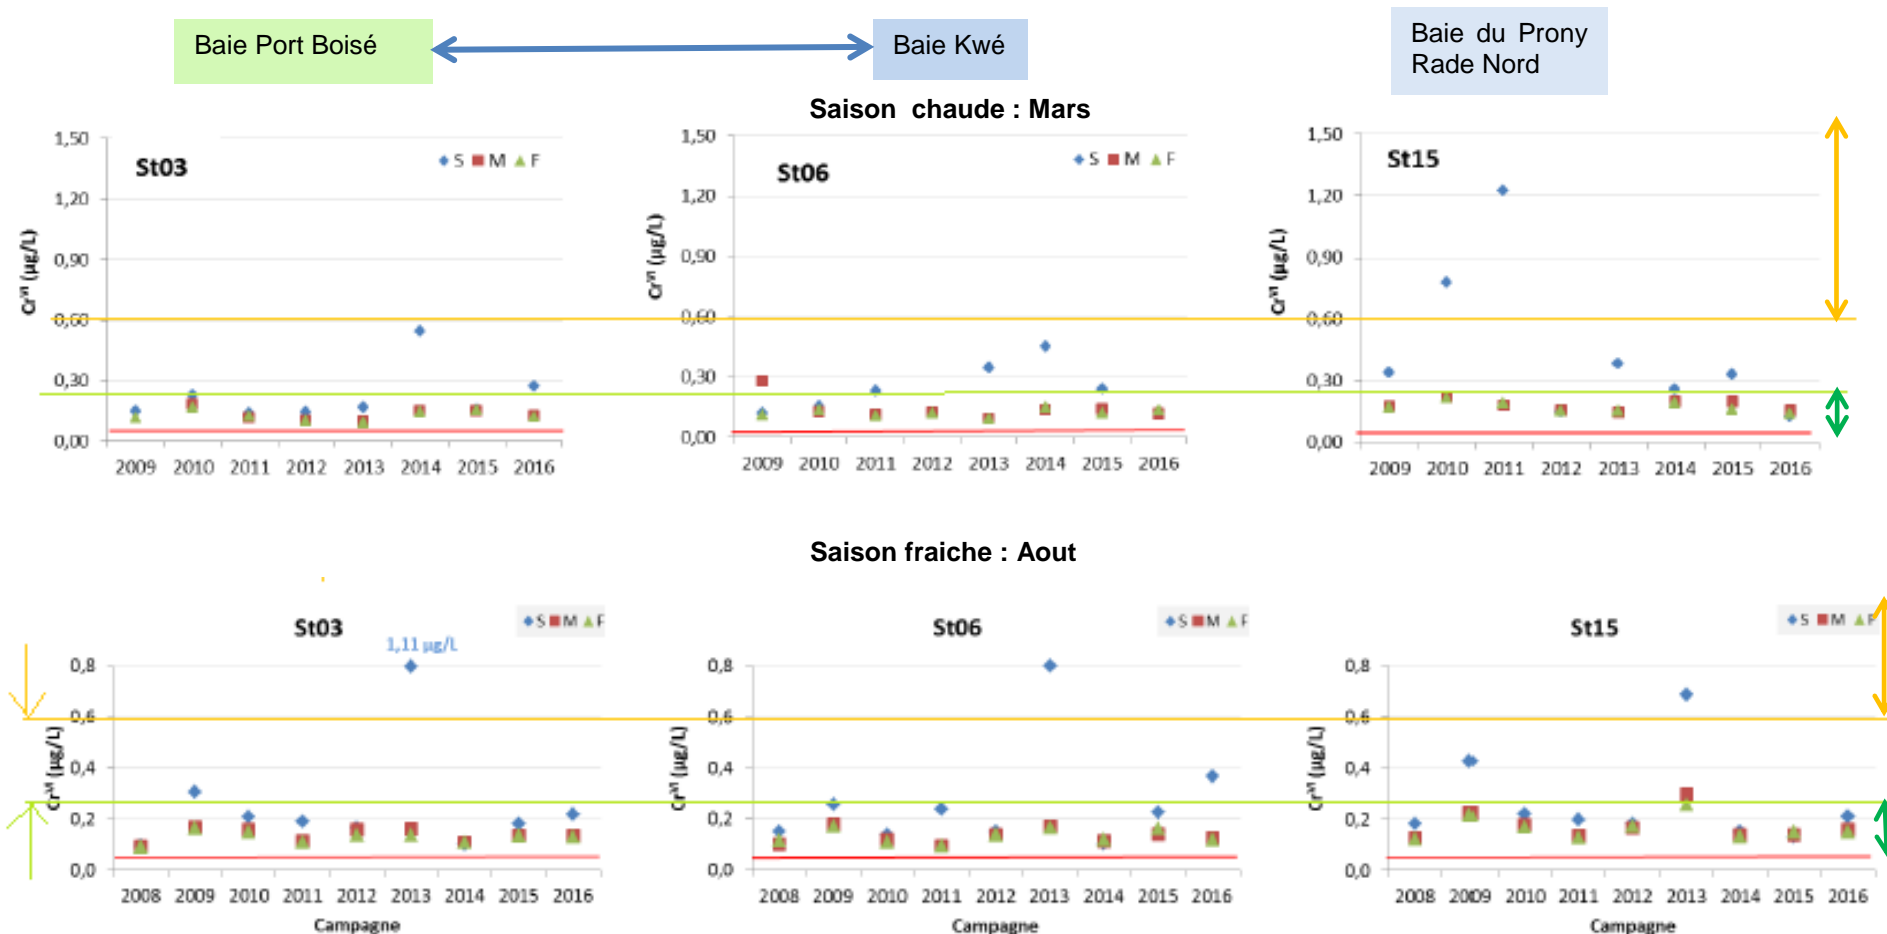 Baie Port Boisé
Baie Kwé
Baie du Prony
Rade Nord
Saison chaude : Mars
St03
S M F
Cr^VI (µg/L)
1,50
1,20
0,90
0,60
0,30
0,00
2009 2010 2011 2012 2013 2014 2015 2016
St06
S M F
Cr^VI (µg/L)
1,50
1,20
0,90
0,60
0,30
0,00
2009 2010 2011 2012 2013 2014 2015 2016
St15
S M F
Cr^VI (µg/L)
1,50
1,20
0,90
0,60
0,30
0,00
2009 2010 2011 2012 2013 2014 2015 2016
Saison fraiche : Aout
St03
S M F
1,11 µg/L
Cr^VI (µg/L)
0,8
0,6
0,4
0,2
0,0
2008 2009 2010 2011 2012 2013 2014 2015 2016
Campagne
St06
S M F
Cr^VI (µg/L)
0,8
0,6
0,4
0,2
0,0
2008 2009 2010 2011 2012 2013 2014 2015 2016
Campagne
St15
S M F
Cr^VI (µg/L)
0,8
0,6
0,4
0,2
0,0
2008 2009 2010 2011 2012 2013 2014 2015 2016
Campagne